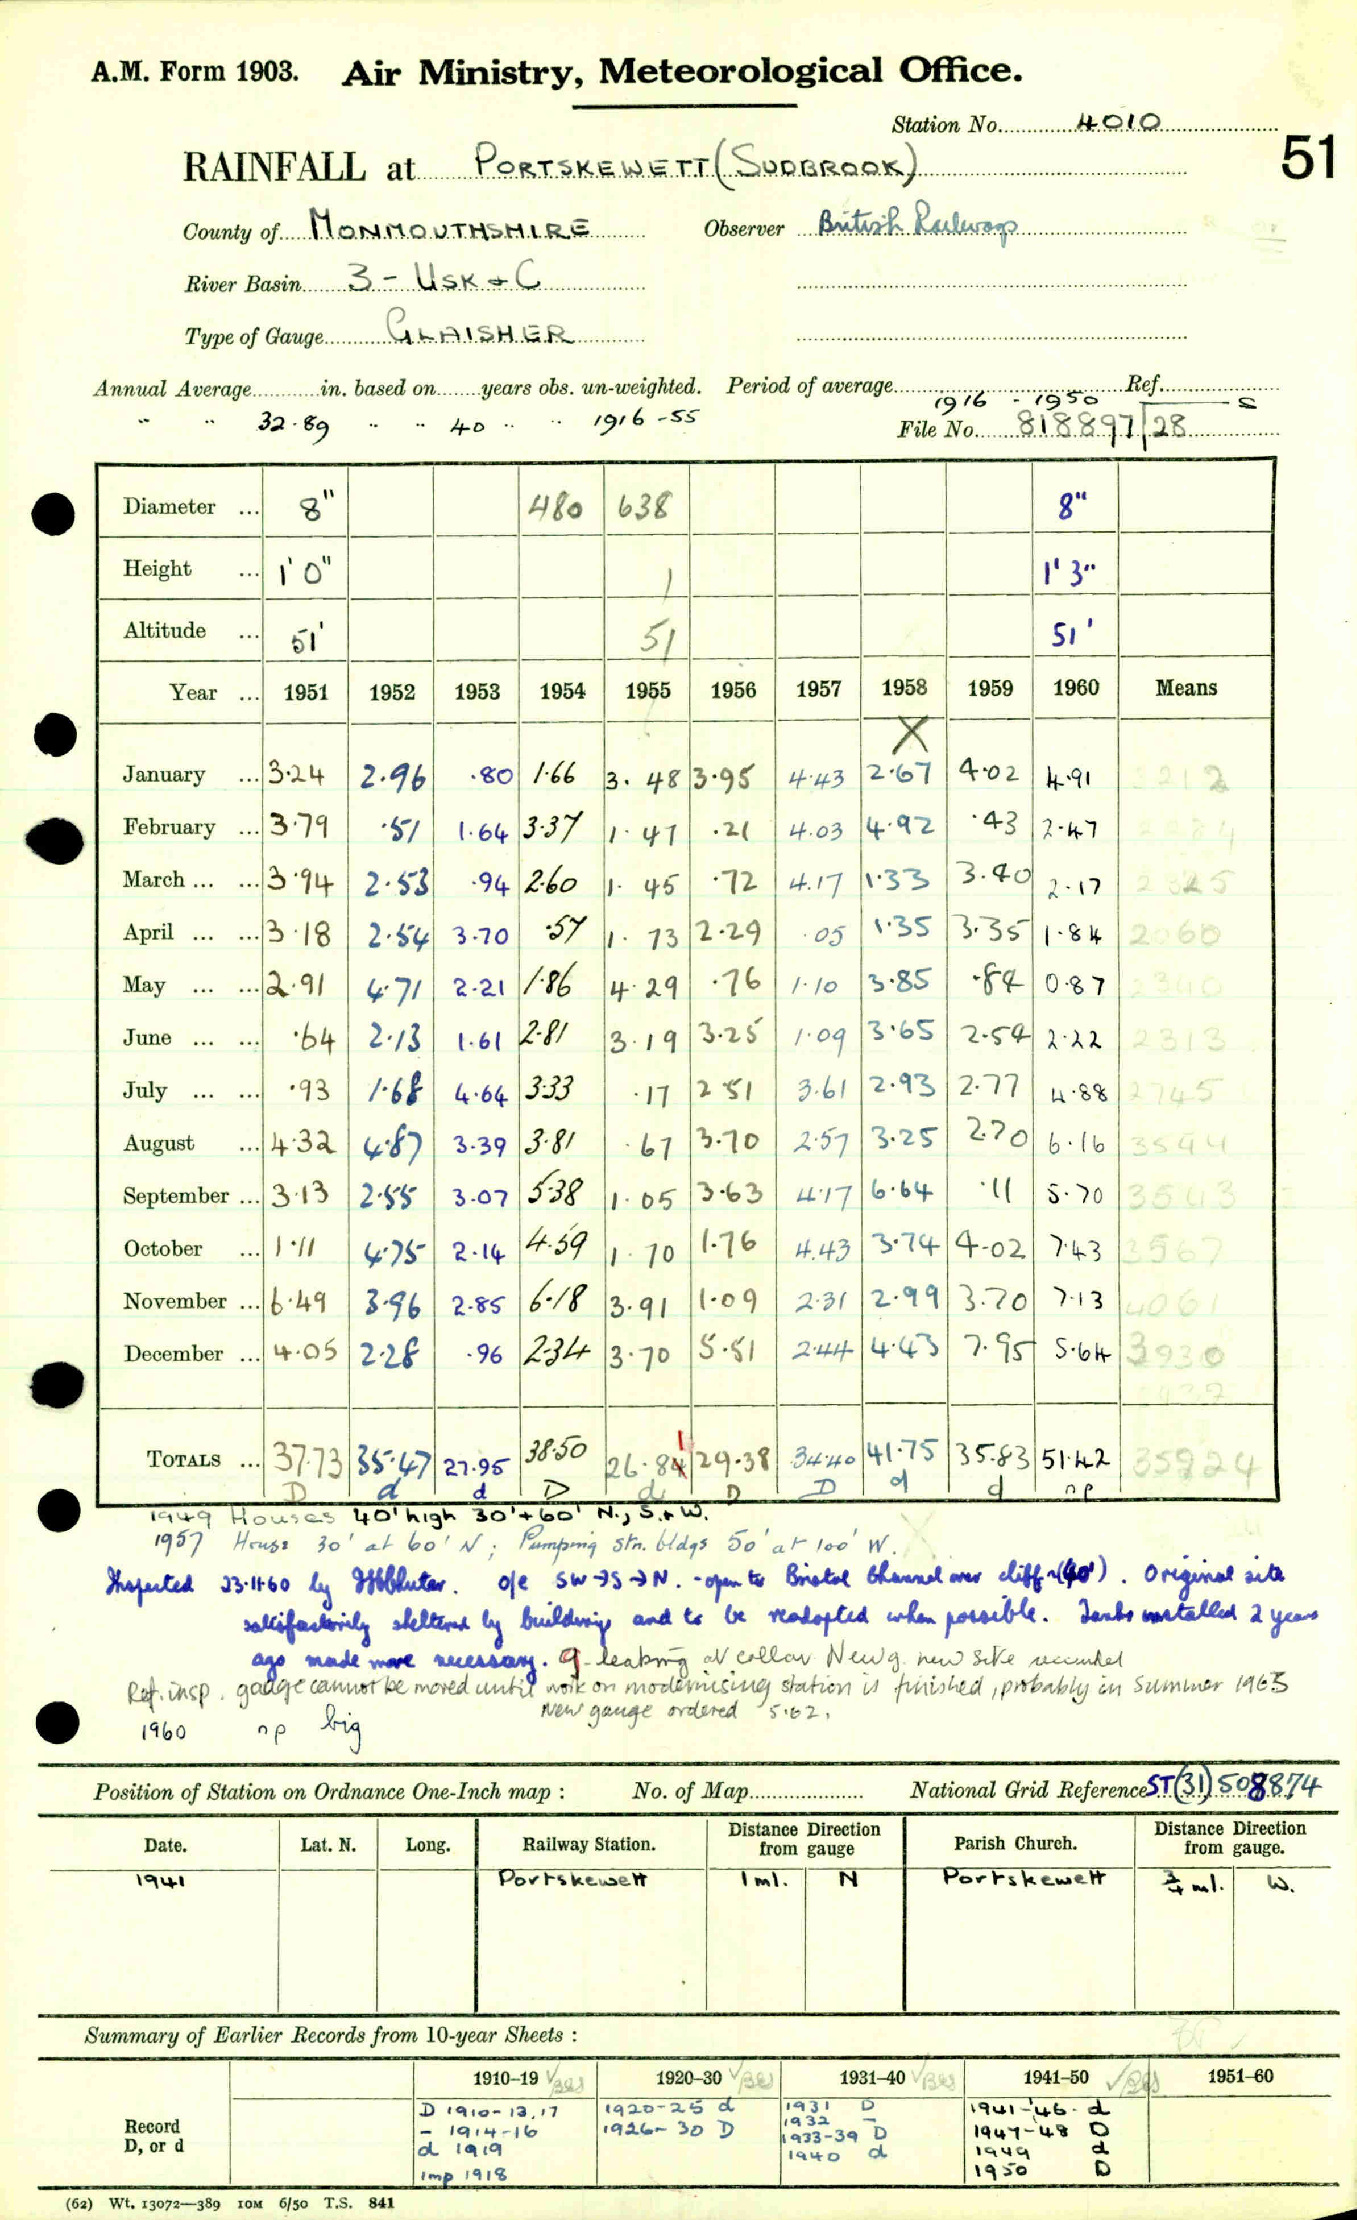 A.M. Form 1903. Air Ministry, Meteorological Office.
Station No. 4010
51
RAINFALL at PORTSKEWETT (SUDBROOK)
County of MONMOUTHSHIRE Observer British Railways
River Basin 3 - USK + C
Type of Gauge GLAISHER
Annual Average in. based on years obs. un-weighted. Period of average 1916 - 1950 Ref. S
" " 32.89 " " 40 " " 1916-55 File No. 818897/28
Diameter ... 8" 480 638 8"
Height ... 1' 0" 1 1' 3"
Altitude ... 51' 51 51'
Year ... 1951 1952 1953 1954 1955 1956 1957 1958 1959 1960 Means
X
January ... 3.24 2.96 .80 1.66 3.48 3.95 4.43 2.67 4.02 4.91 3212
February ... 3.79 .51 1.64 3.37 1.47 .21 4.03 4.92 .43 2.47 2284
March ... ... 3.94 2.53 .94 2.60 1.45 .72 4.17 1.33 3.40 2.17 2325
April ... ... 3.18 2.54 3.70 .57 1.73 2.29 .05 1.35 3.35 1.84 2060
May ... ... 2.91 4.71 2.21 1.86 4.29 .76 1.10 3.85 .84 0.87 2340
June ... ... .64 2.13 1.61 2.81 3.19 3.25 1.09 3.65 2.54 2.22 2313
July ... ... .93 1.68 4.64 3.33 .17 2.51 3.61 2.93 2.77 4.88 2745
August ... 4.32 4.87 3.39 3.81 .67 3.70 2.57 3.25 2.70 6.16 3544
September ... 3.13 2.55 3.07 5.38 1.05 3.63 4.17 6.64 .11 5.70 3543
October ... 1.11 4.75 2.14 4.59 1.70 1.76 4.43 3.74 4.02 7.43 3567
November ... 6.49 3.96 2.85 6.18 3.91 1.09 2.31 2.99 3.70 7.13 4061
December ... 4.05 2.28 .96 2.34 3.70 5.51 2.44 4.43 7.95 5.64 3930
TOTALS ... 37.73 35.47 27.95 38.50 26.81 29.38 34.40 41.75 35.83 51.42 35924
D d d D d D D d d np
1949 Houses 40' high 30' + 60' N., S. + W.
1957 House 30' at 60' N; Pumping stn. bldgs 50' at 100' W.
Inspected 23.11.60 by o/e SW→S→N. - open to Bristol Channel over cliff (40'). Original site
satisfactorily sheltered by buildings and to be readopted when possible. Tanks installed 2 years
ago made move necessary. g leaking at collar New g. new site recommded
Ref. insp. gauge cannot be moved until work on modernising station is finished, probably in Summer 1963
New gauge ordered 5.62.
1960 np big
Position of Station on Ordnance One-Inch map : No. of Map National Grid Reference ST(31)508874
Date. Lat. N. Long. Railway Station. Distance Direction from gauge Parish Church. Distance Direction from gauge.
1941 Portskewett 1 ml. N Portskewett 3/4 ml. W.
Summary of Earlier Records from 10-year Sheets :
1910-19 1920-30 1931-40 1941-50 1951-60
Record D, or d
D 1910-13, 17 1920-25 d 1931 D 1941-46 d
- 1914-16 1926-30 D 1932 - 1947-48 D
d 1919 1933-39 D 1949 d
imp 1918 1940 d 1950 D
(62) Wt. 13072—389 10M 6/50 T.S. 841